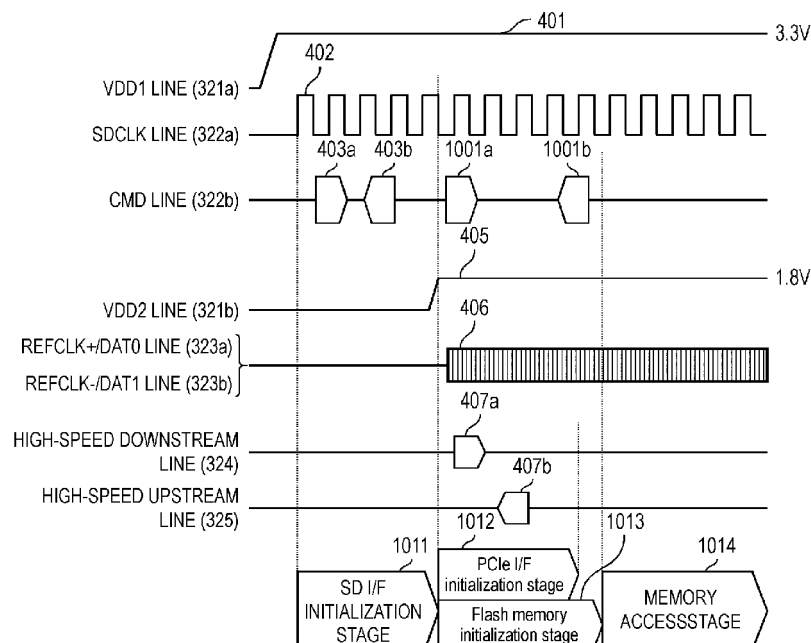 401
3.3V
VDD1 LINE (321a)
402
SDCLK LINE (322a)
403a
403b
1001a
1001b
CMD LINE (322b)
405
1.8V
VDD2 LINE (321b)
406
REFCLK+/DAT0 LINE (323a)
REFCLK-/DAT1 LINE (323b)
407a
HIGH-SPEED DOWNSTREAM
LINE (324)
407b
HIGH-SPEED UPSTREAM
LINE (325)
1011
1012
1013
1014
SD I/F
INITIALIZATION
STAGE
PCIe I/F
initialization stage
Flash memory
initialization stage
MEMORY
ACCESSSTAGE